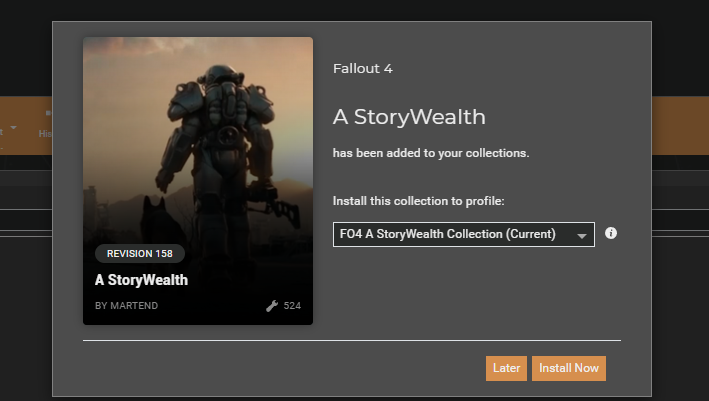 Fallout 4
A StoryWealth
has been added to your collections.
Install this collection to profile:
FO4 A StoryWealth Collection (Current)
REVISION 158
A StoryWealth
BY MARTEND
524
Later
Install Now
His